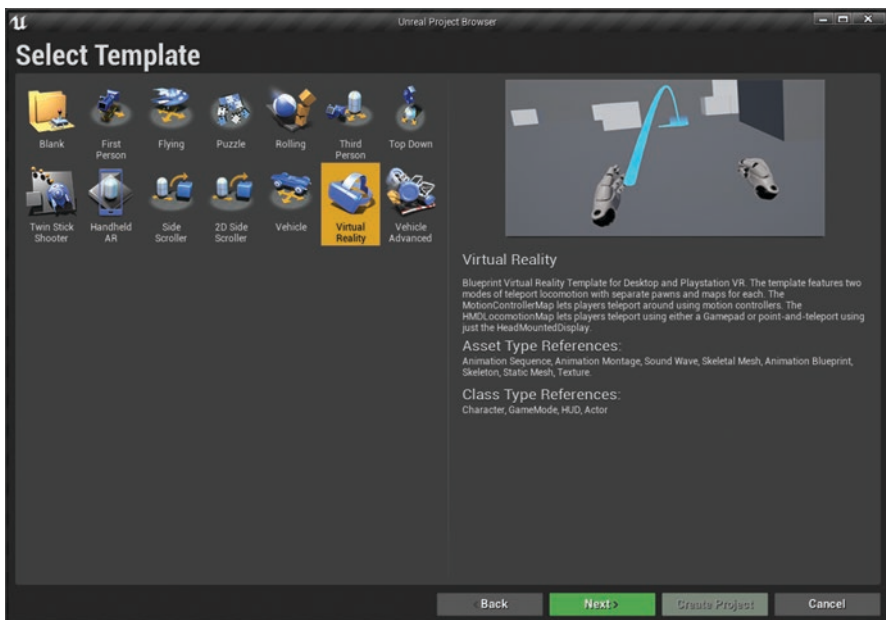 Unreal Project Browser
Select Template
Blank
First
Person
Flying
Puzzle
Rolling
Third
Person
Top Down
Twin Stick
Shooter
Handheld
AR
Side
Scroller
2D Side
Scroller
Vehicle
Virtual
Reality
Vehicle
Advanced
Virtual Reality
Blueprint Virtual Reality Template for Desktop and Playstation VR. The template features two
modes of teleport locomotion with separate pawns and maps for each. The
MotionControllerMap lets players teleport around using motion controllers. The
HMDLocomotionMap lets players teleport using either a Gamepad or point-and-teleport using
just the HeadMountedDisplay.
Asset Type References:
Animation Sequence, Animation Montage, Sound Wave, Skeletal Mesh, Animation Blueprint,
Skeleton, Static Mesh, Texture.
Class Type References:
Character, GameMode, HUD, Actor
< Back
Next >
Create Project
Cancel